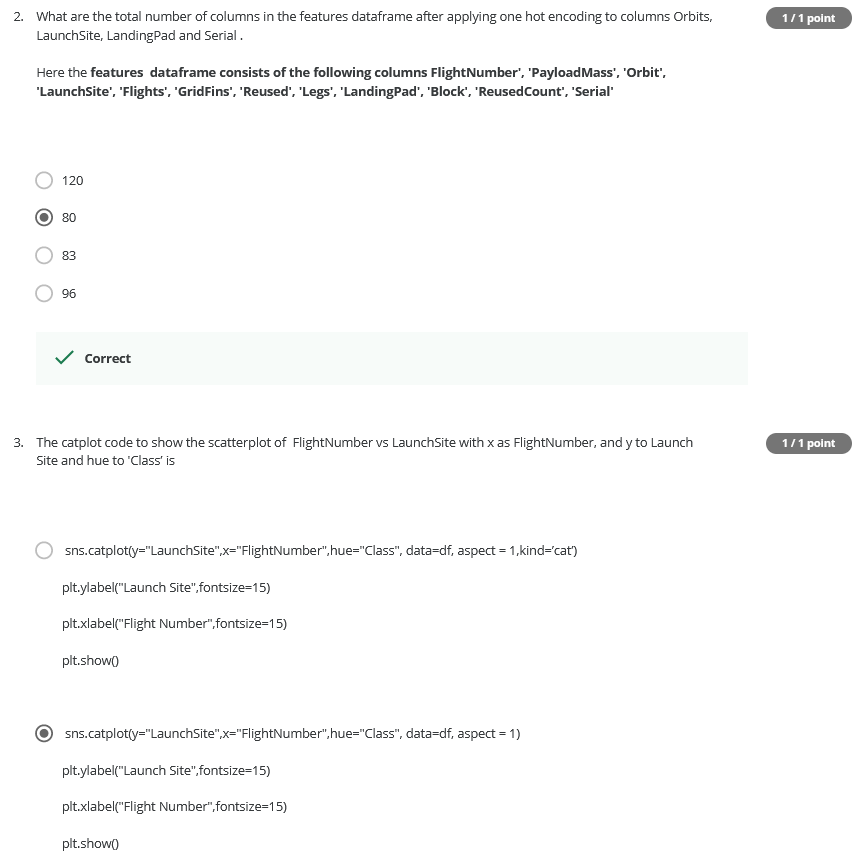 2. What are the total number of columns in the features dataframe after applying one hot encoding to columns Orbits,
1 / 1 point
LaunchSite, LandingPad and Serial .
Here the features  dataframe consists of the following columns FlightNumber', 'PayloadMass', 'Orbit',
'LaunchSite', 'Flights', 'GridFins', 'Reused', 'Legs', 'LandingPad', 'Block', 'ReusedCount', 'Serial'
120
80
83
96
Correct
3. The catplot code to show the scatterplot of  FlightNumber vs LaunchSite with x as FlightNumber, and y to Launch
1 / 1 point
Site and hue to 'Class’ is
sns.catplot(y="LaunchSite",x="FlightNumber",hue="Class", data=df, aspect = 1,kind=’cat’)
plt.ylabel("Launch Site",fontsize=15)
plt.xlabel("Flight Number",fontsize=15)
plt.show()
sns.catplot(y="LaunchSite",x="FlightNumber",hue="Class", data=df, aspect = 1)
plt.ylabel("Launch Site",fontsize=15)
plt.xlabel("Flight Number",fontsize=15)
plt.show()